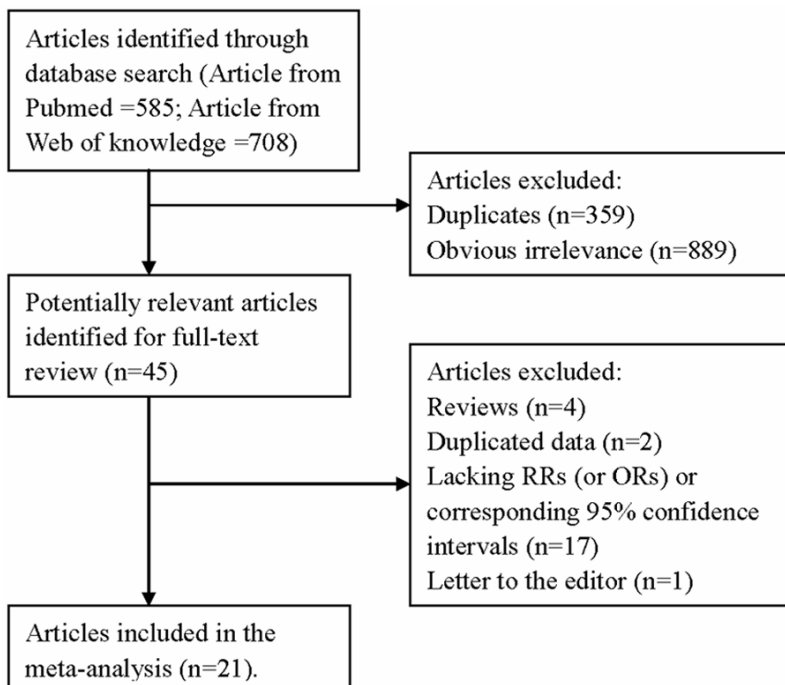 Articles identified through
database search (Article from
Pubmed =585; Article from
Web of knowledge =708)
Articles excluded:
Duplicates (n=359)
Obvious irrelevance (n=889)
Potentially relevant articles
identified for full-text
review (n=45)
Articles excluded:
Reviews (n=4)
Duplicated data (n=2)
Lacking RRs (or ORs) or
corresponding 95% confidence
intervals (n=17)
Letter to the editor (n=1)
Articles included in the
meta-analysis (n=21).